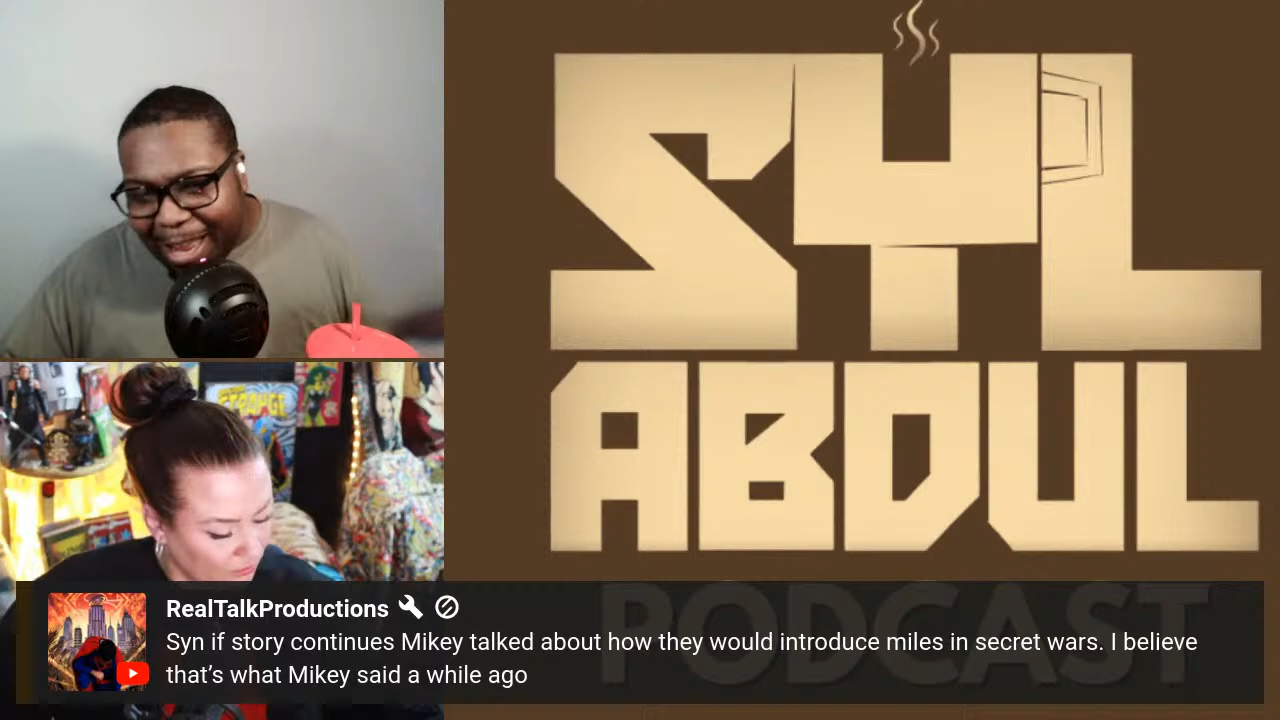 SYL
ABDUL
PODCAST
STRANGE
RealTalkProductions
Syn if story continues Mikey talked about how they would introduce miles in secret wars. I believe
that’s what Mikey said a while ago